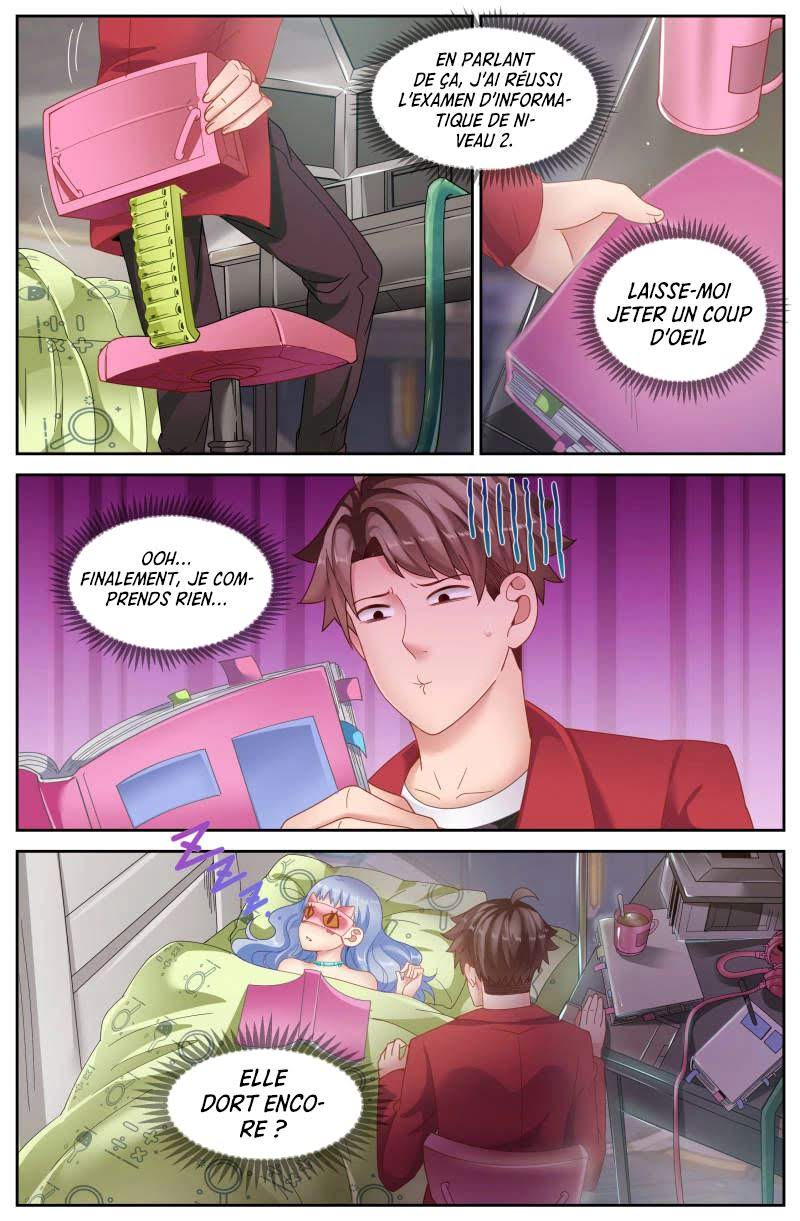 EN PARLANT
DE ÇA, J'AI RÉUSSI
L'EXAMEN D'INFORMA-
TIQUE DE NI-
VEAU 2.
LAISSE-MOI
JETER UN COUP
D'OEIL
OOH...
FINALEMENT, JE COM-
PRENDS RIEN...
Z Z Z
ELLE
DORT ENCO-
RE ?